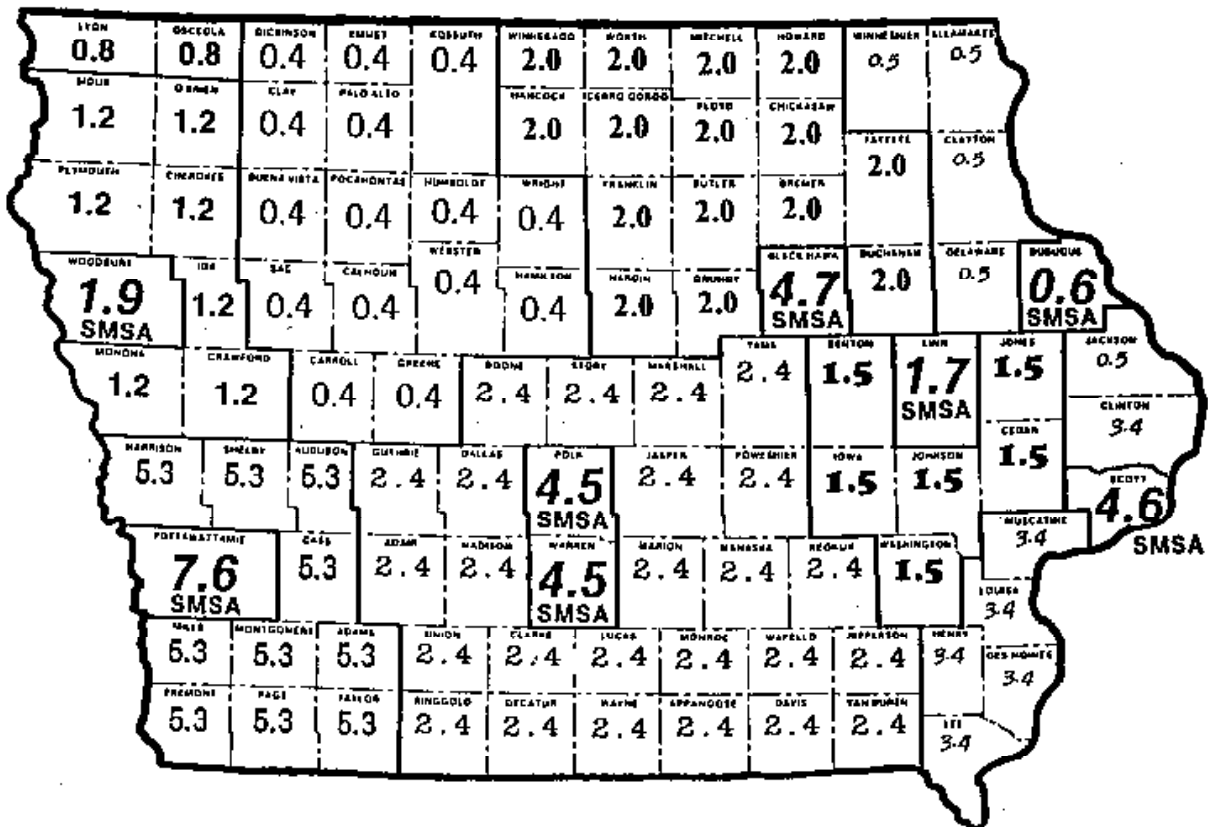 LYON OSCEOLA DICKINSON EMMET KOSSUTH WINNEBAGO WORTH MITCHELL HOWARD WINNESHIEK ALLAMAKEE
0.8 0.8 0.4 0.4 0.4 2.0 2.0 2.0 2.0 0.5 0.5
SIOUX O'BRIEN CLAY PALO ALTO HANCOCK CERRO GORDO FLOYD CHICKASAW
1.2 1.2 0.4 0.4 2.0 2.0 2.0 2.0
FAYETTE CLAYTON
2.0 0.5
PLYMOUTH CHEROKEE BUENA VISTA POCAHONTAS HUMBOLDT WRIGHT FRANKLIN BUTLER BREMER
1.2 1.2 0.4 0.4 0.4 0.4 2.0 2.0 2.0
WOODBURY IDA SAC CALHOUN WEBSTER HAMILTON HARDIN GRUNDY BLACK HAWK BUCHANAN DELAWARE DUBUQUE
1.9 1.2 0.4 0.4 0.4 0.4 2.0 2.0 4.7 2.0 0.5 0.6
SMSA SMSA SMSA
MONONA CRAWFORD CARROLL GREENE BOONE STORY MARSHALL TAMA BENTON LINN JONES JACKSON
1.2 1.2 0.4 0.4 2.4 2.4 2.4 2.4 1.5 1.7 1.5 0.5
SMSA
CLINTON
3.4
CEDAR
1.5
HARRISON SHELBY AUDUBON GUTHRIE DALLAS POLK JASPER POWESHIEK IOWA JOHNSON SCOTT
5.3 5.3 5.3 2.4 2.4 4.5 2.4 2.4 1.5 1.5 4.6
SMSA SMSA
MUSCATINE
3.4
POTTAWATTAMIE CASS ADAIR MADISON WARREN MARION MAHASKA KEOKUK WASHINGTON
7.6 5.3 2.4 2.4 4.5 2.4 2.4 2.4 1.5
SMSA SMSA
LOUISA
3.4
MILLS MONTGOMERY ADAMS UNION CLARKE LUCAS MONROE WAPELLO JEFFERSON HENRY DES MOINES
5.3 5.3 5.3 2.4 2.4 2.4 2.4 2.4 2.4 3.4 3.4
FREMONT PAGE TAYLOR RINGGOLD DECATUR WAYNE APPANOOSE DAVIS VAN BUREN LEE
5.3 5.3 5.3 2.4 2.4 2.4 2.4 2.4 2.4 3.4